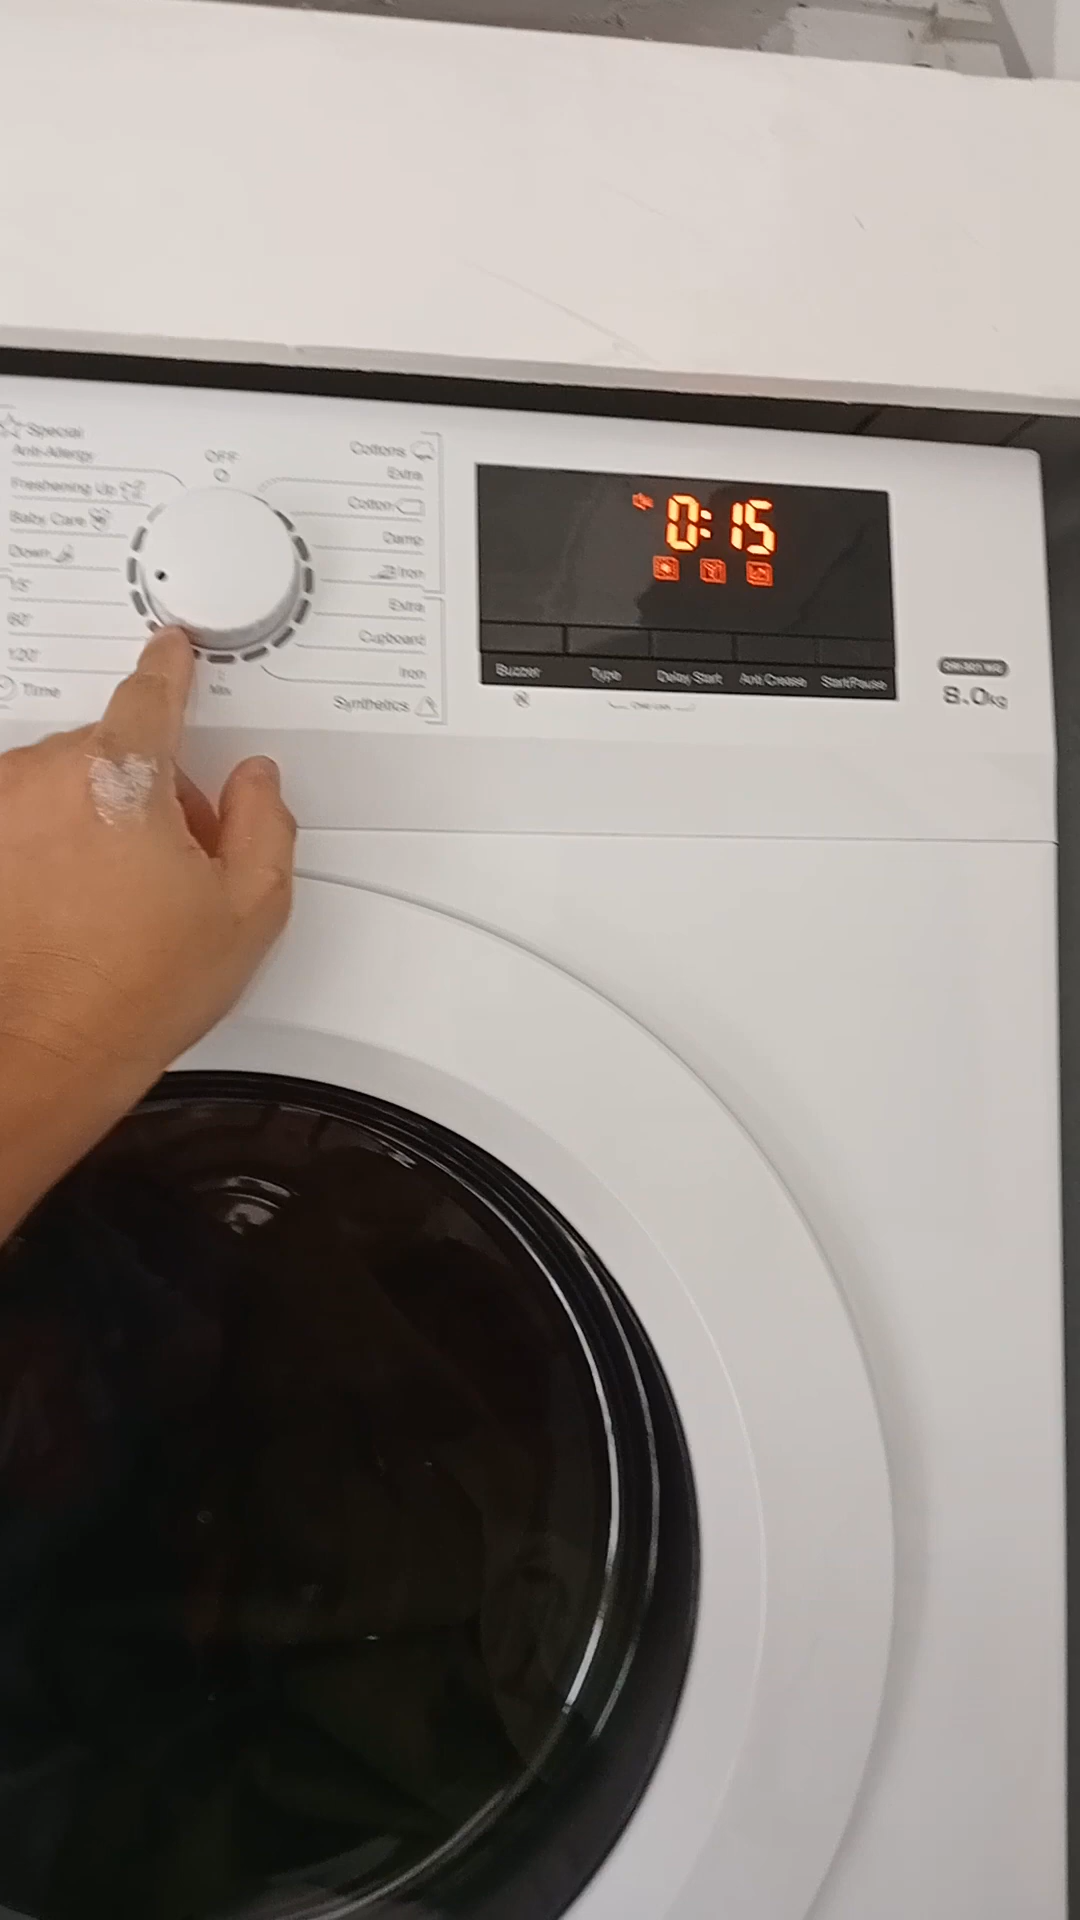 Special
Anti-Allergy
Freshening Up
Baby Care
Down
15'
60'
120'
Time
OFF
Mix
Cottons
Extra
Cotton
Damp
Iron
Extra
Cupboard
Iron
Synthetics
0:15
Buzzer
Type
Delay Start
Anti Crease
Start/Pause
8.0kg